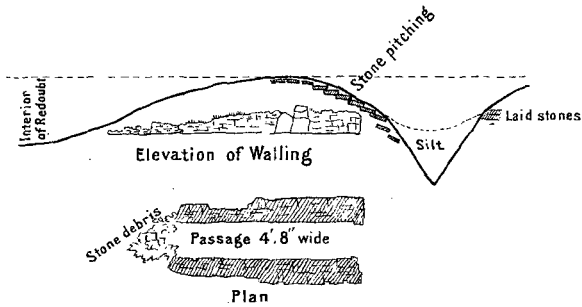 Stone pitching
Interior
of Redoubt
Laid stones
Silt
Elevation of Walling
Stone debris
Passage 4'.8" wide
Plan